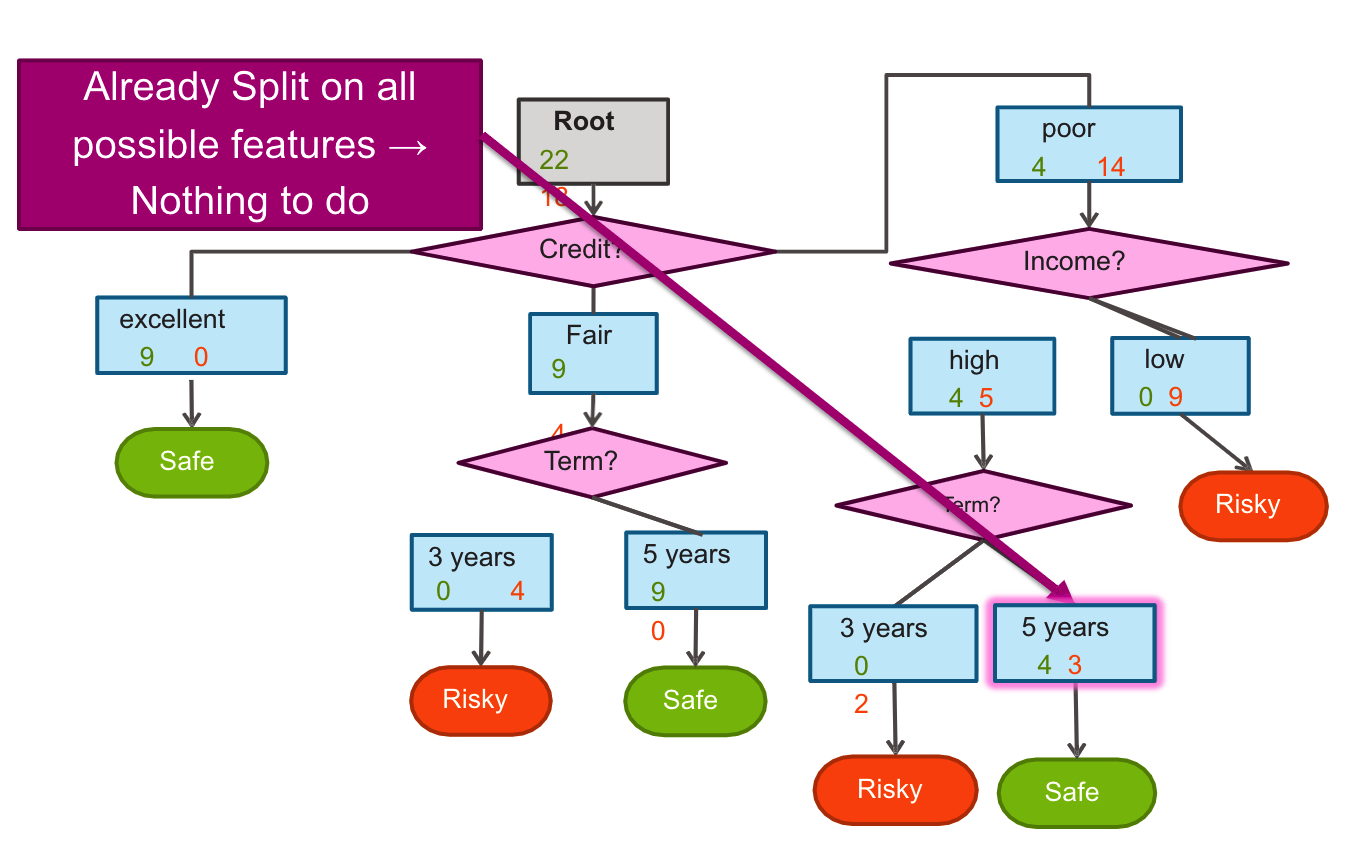 Already Split on all
possible features →
Nothing to do
Root
22
18
Credit?
excellent
9 0
Safe
Fair
9
4
Term?
3 years
0 4
Risky
5 years
9
0
Safe
poor
4 14
Income?
high
4 5
Term?
3 years
0
2
Risky
5 years
4 3
Safe
low
0 9
Risky